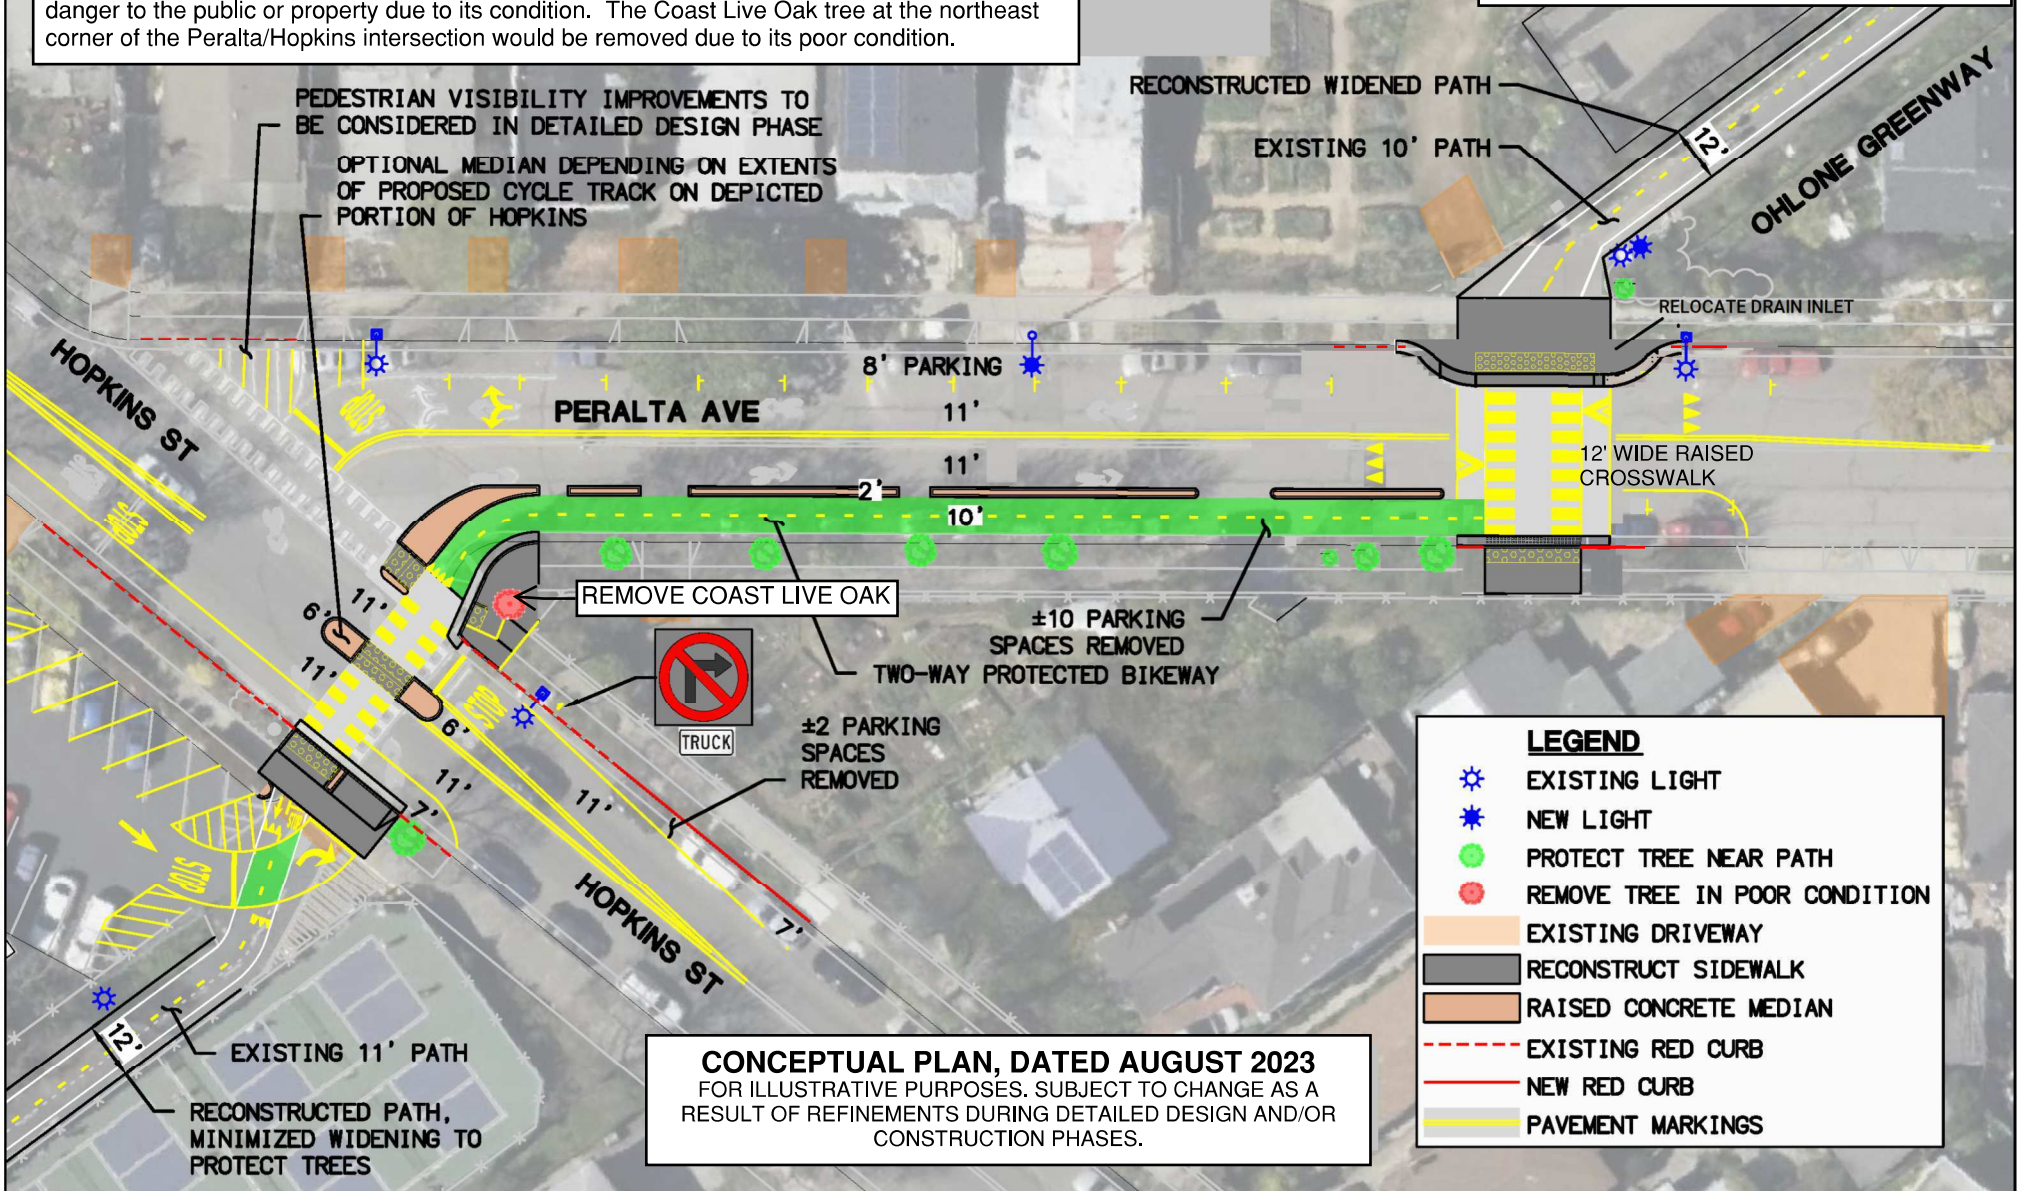 danger to the public or property due to its condition. The Coast Live Oak tree at the northeast
corner of the Peralta/Hopkins intersection would be removed due to its poor condition.
PEDESTRIAN VISIBILITY IMPROVEMENTS TO
BE CONSIDERED IN DETAILED DESIGN PHASE
OPTIONAL MEDIAN DEPENDING ON EXTENTS
OF PROPOSED CYCLE TRACK ON DEPICTED
PORTION OF HOPKINS
RECONSTRUCTED WIDENED PATH
EXISTING 10' PATH
12'
OHLONE GREENWAY
RELOCATE DRAIN INLET
HOPKINS ST
8' PARKING
STOP
PERALTA AVE
11'
11'
12' WIDE RAISED
CROSSWALK
2'
10'
STOP
REMOVE COAST LIVE OAK
11'
6'
11'
±10 PARKING
SPACES REMOVED
TWO-WAY PROTECTED BIKEWAY
STOP
6'
TRUCK
±2 PARKING
SPACES
REMOVED
11'
11'
7'
STOP
STOP
HOPKINS ST
7'
12'
EXISTING 11' PATH
RECONSTRUCTED PATH,
MINIMIZED WIDENING TO
PROTECT TREES
CONCEPTUAL PLAN, DATED AUGUST 2023
FOR ILLUSTRATIVE PURPOSES. SUBJECT TO CHANGE AS A
RESULT OF REFINEMENTS DURING DETAILED DESIGN AND/OR
CONSTRUCTION PHASES.
LEGEND
EXISTING LIGHT
NEW LIGHT
PROTECT TREE NEAR PATH
REMOVE TREE IN POOR CONDITION
EXISTING DRIVEWAY
RECONSTRUCT SIDEWALK
RAISED CONCRETE MEDIAN
EXISTING RED CURB
NEW RED CURB
PAVEMENT MARKINGS